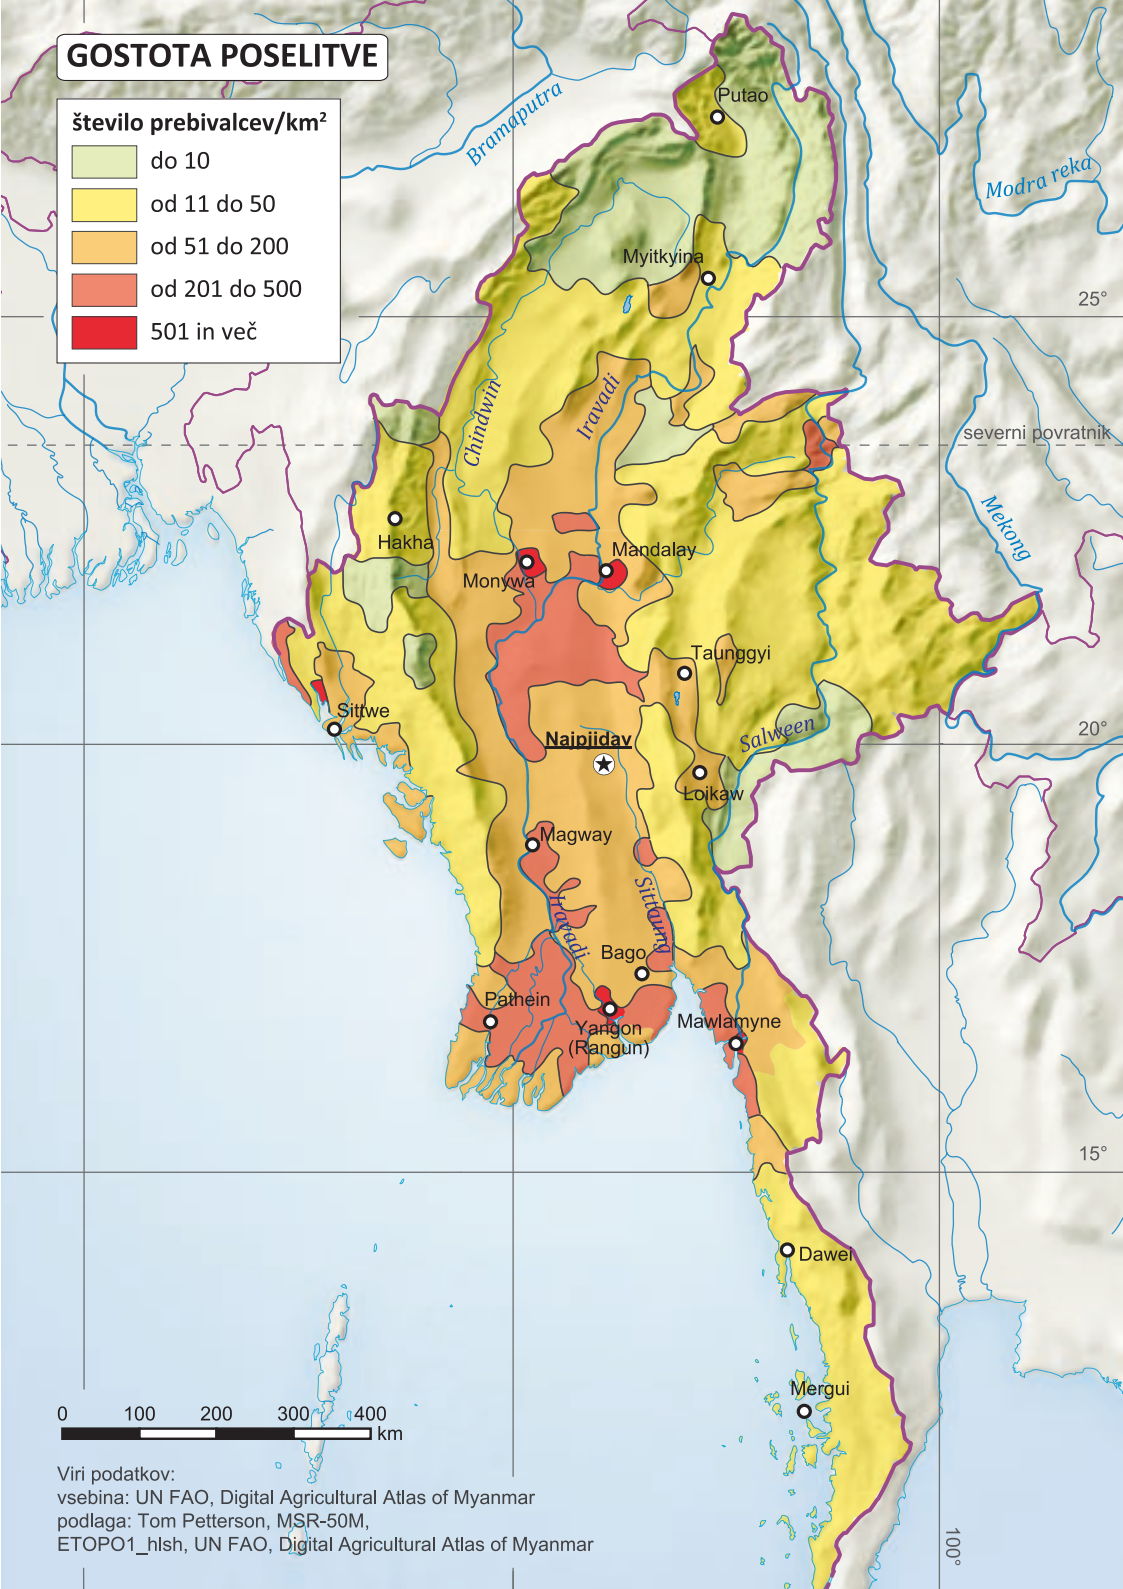 GOSTOTA POSELITVE
število prebivalcev/km²
do 10
od 11 do 50
od 51 do 200
od 201 do 500
501 in več
Bramaputra
Putao
Modra reka
Myitkyina
25°
Chindwin
Iravadi
severni povratnik
Mekong
Hakha
Mandalay
Monywa
Taunggyi
Sittwe
Salween
20°
Najpjidav
Loikaw
Magway
Iravadi
Sittaung
Bago
Pathein
Yangon
(Rangun)
Mawlamyne
15°
Dawei
Mergui
0 100 200 300 400
km
Viri podatkov:
vsebina: UN FAO, Digital Agricultural Atlas of Myanmar
podlaga: Tom Petterson, MSR-50M,
ETOPO1_hlsh, UN FAO, Digital Agricultural Atlas of Myanmar
100°